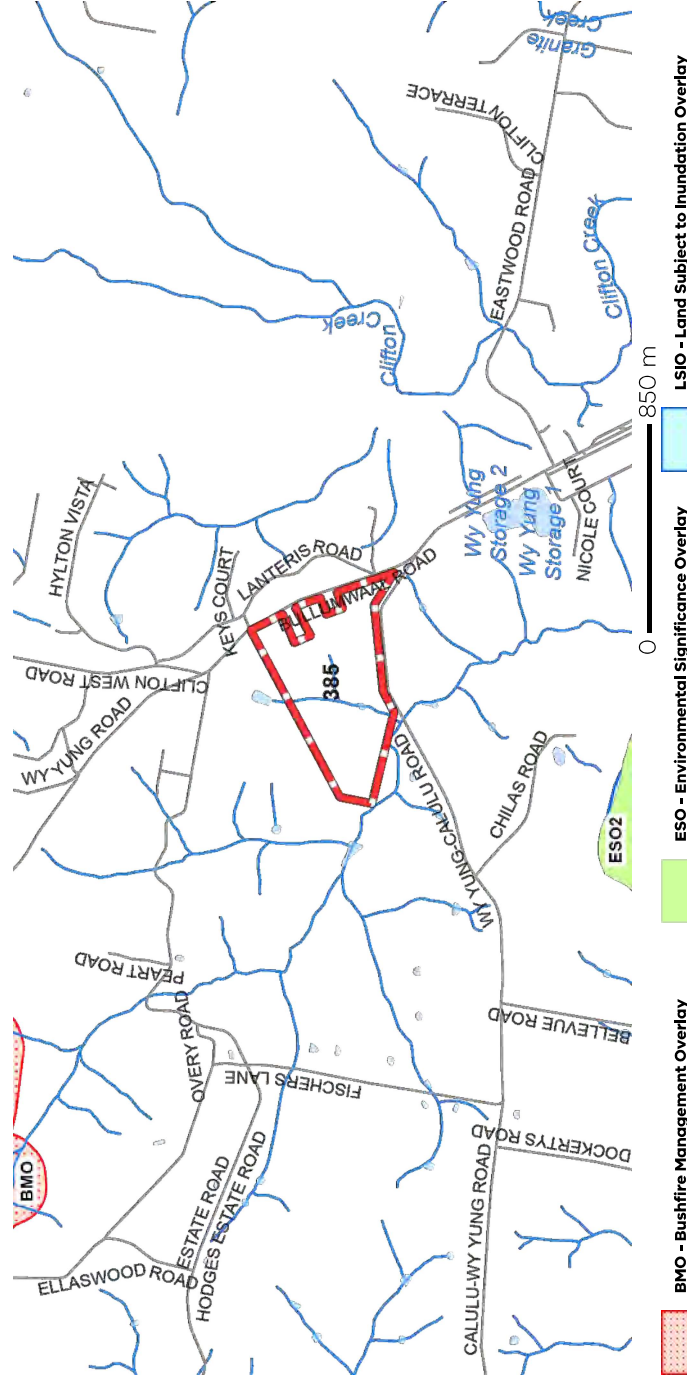 BMO
ELLASWOOD ROAD
ESTATE ROAD
HODGES ESTATE ROAD
OVERY ROAD
PEART ROAD
FISCHERS LANE
CALULU-WY YUNG ROAD
DOCKERTYS ROAD
BELLEVUE ROAD
WY YUNG-CALULU ROAD
CHILAS ROAD
ESO2
WY YUNG ROAD
CLIFTON WEST ROAD
HYLTON VISTA
KEYS COURT
LANTERIS ROAD
BULLUMWAAL ROAD
385
Wy Yung
Storage 2
Wy Yung
Storage 1
NICOLE COURT
Clifton
Creek
EASTWOOD ROAD
CLIFTON TERRACE
Clifton Creek
Granite
Creek
0
850 m
BMO - Bushfire Management Overlay
ESO - Environmental Significance Overlay
LSIO - Land Subject to Inundation Overlay